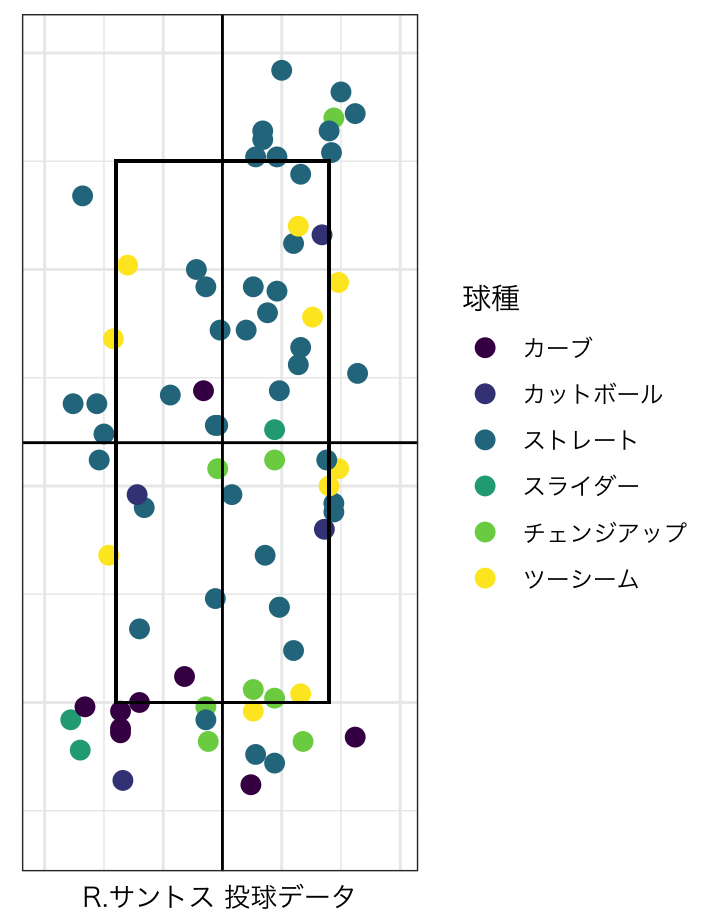 球種
カーブ
カットボール
ストレート
スライダー
チェンジアップ
ツーシーム
R.サントス 投球データ